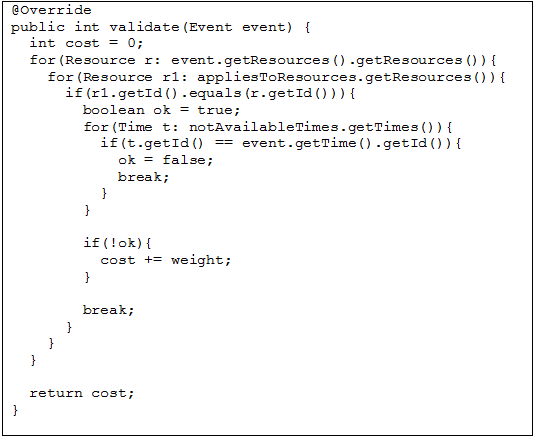 @Override
public int validate(Event event) {
  int cost = 0;
  for(Resource r: event.getResources().getResources()){
    for(Resource r1: appliesToResources.getResources()){
      if(r1.getId().equals(r.getId())){
        boolean ok = true;
        for(Time t: notAvailableTimes.getTimes()){
          if(t.getId() == event.getTime().getId()){
            ok = false;
            break;
          }
        }

        if(!ok){
          cost += weight;
        }

        break;
      }
    }
  }

  return cost;
}